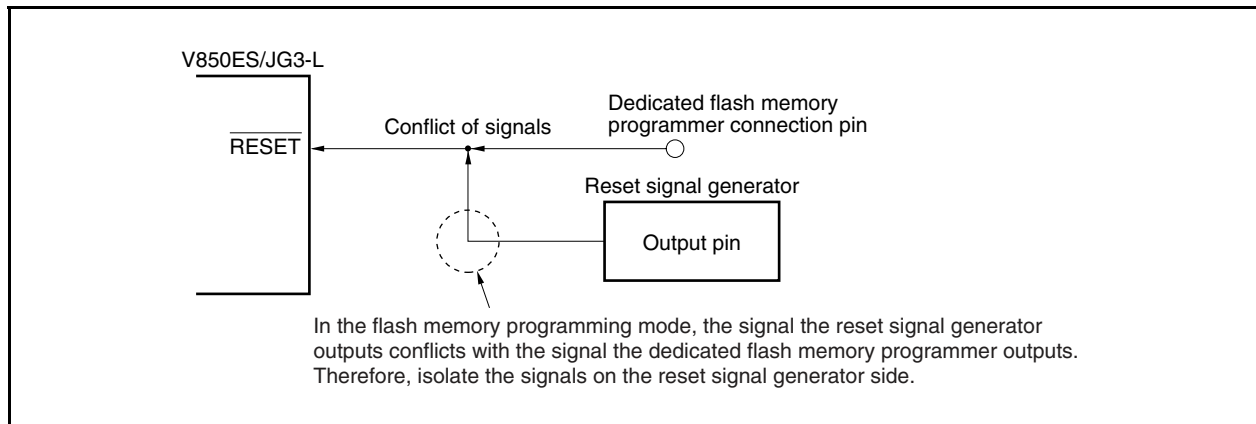 V850ES/JG3-L
RESET
Conflict of signals
Dedicated flash memory
programmer connection pin
Reset signal generator
Output pin
In the flash memory programming mode, the signal the reset signal generator
outputs conflicts with the signal the dedicated flash memory programmer outputs.
Therefore, isolate the signals on the reset signal generator side.